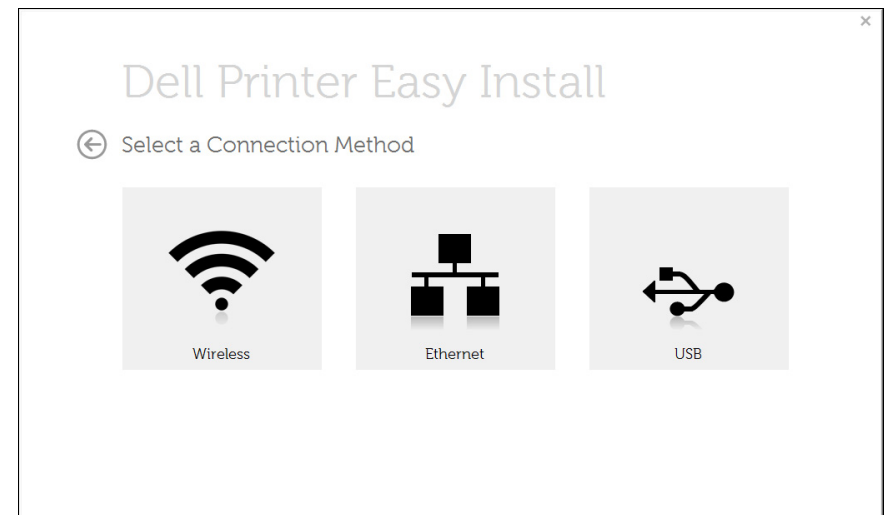 Dell Printer Easy Install
Select a Connection Method
Wireless
Ethernet
USB